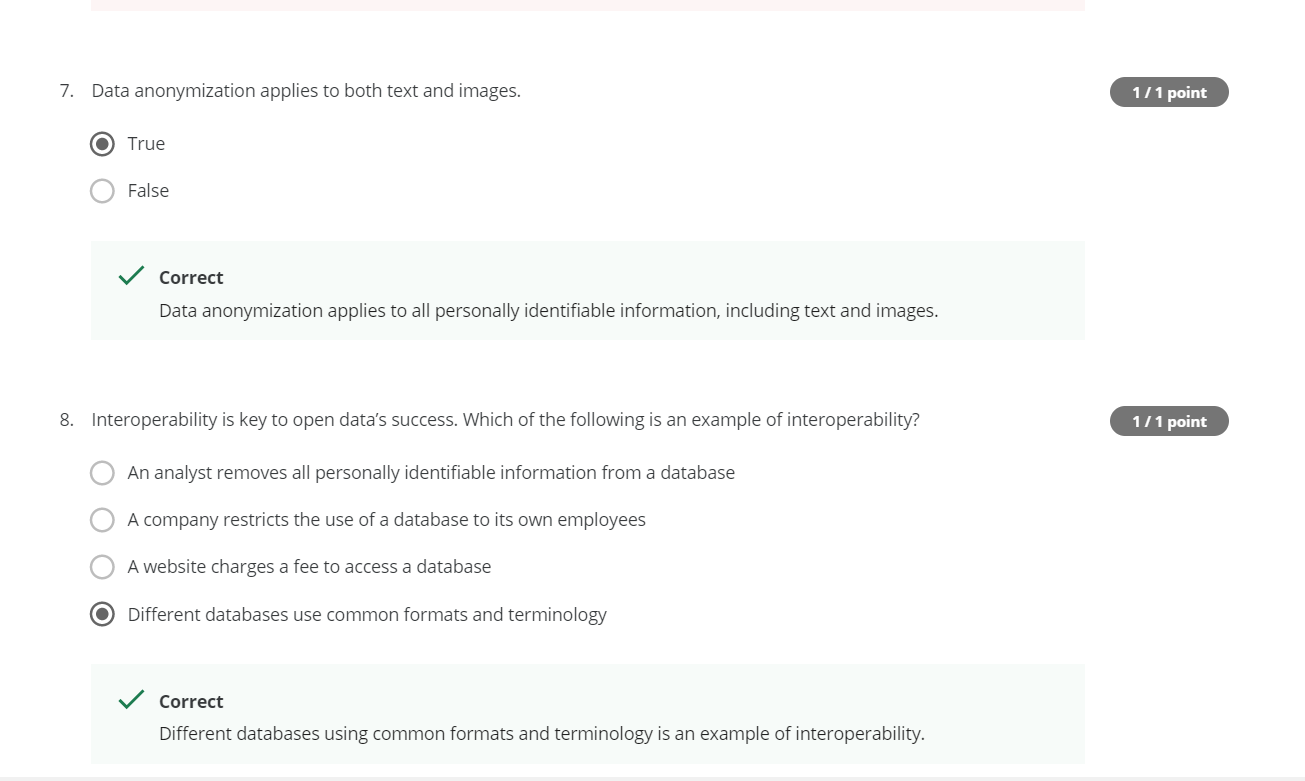 7. Data anonymization applies to both text and images.
1 / 1 point
True
False
Correct
Data anonymization applies to all personally identifiable information, including text and images.
8. Interoperability is key to open data’s success. Which of the following is an example of interoperability?
1 / 1 point
An analyst removes all personally identifiable information from a database
A company restricts the use of a database to its own employees
A website charges a fee to access a database
Different databases use common formats and terminology
Correct
Different databases using common formats and terminology is an example of interoperability.